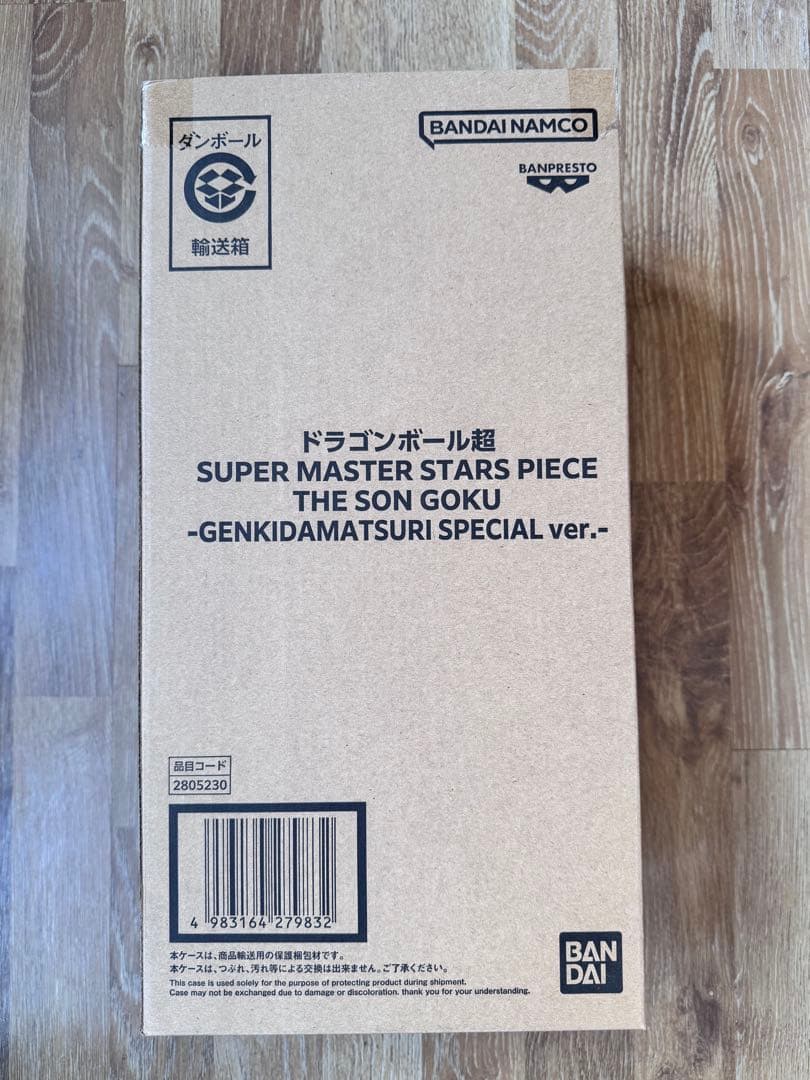 ダンボール
輸送箱
BANDAI NAMCO
BANPRESTO
ドラゴンボール超
SUPER MASTER STARS PIECE
THE SON GOKU
-GENKIDAMATSURI SPECIAL ver.-
品目コード
2805230
4 983164 279832
本ケースは、商品輸送用の保護梱包材です。
本ケースは、つぶれ、汚れ等による交換は出来ません。ご了承ください。
This case is used solely for the purpose of protecting product during shipment.
Case may not be exchanged due to damage or discoloration. thank you for your understanding.
BAN
DAI